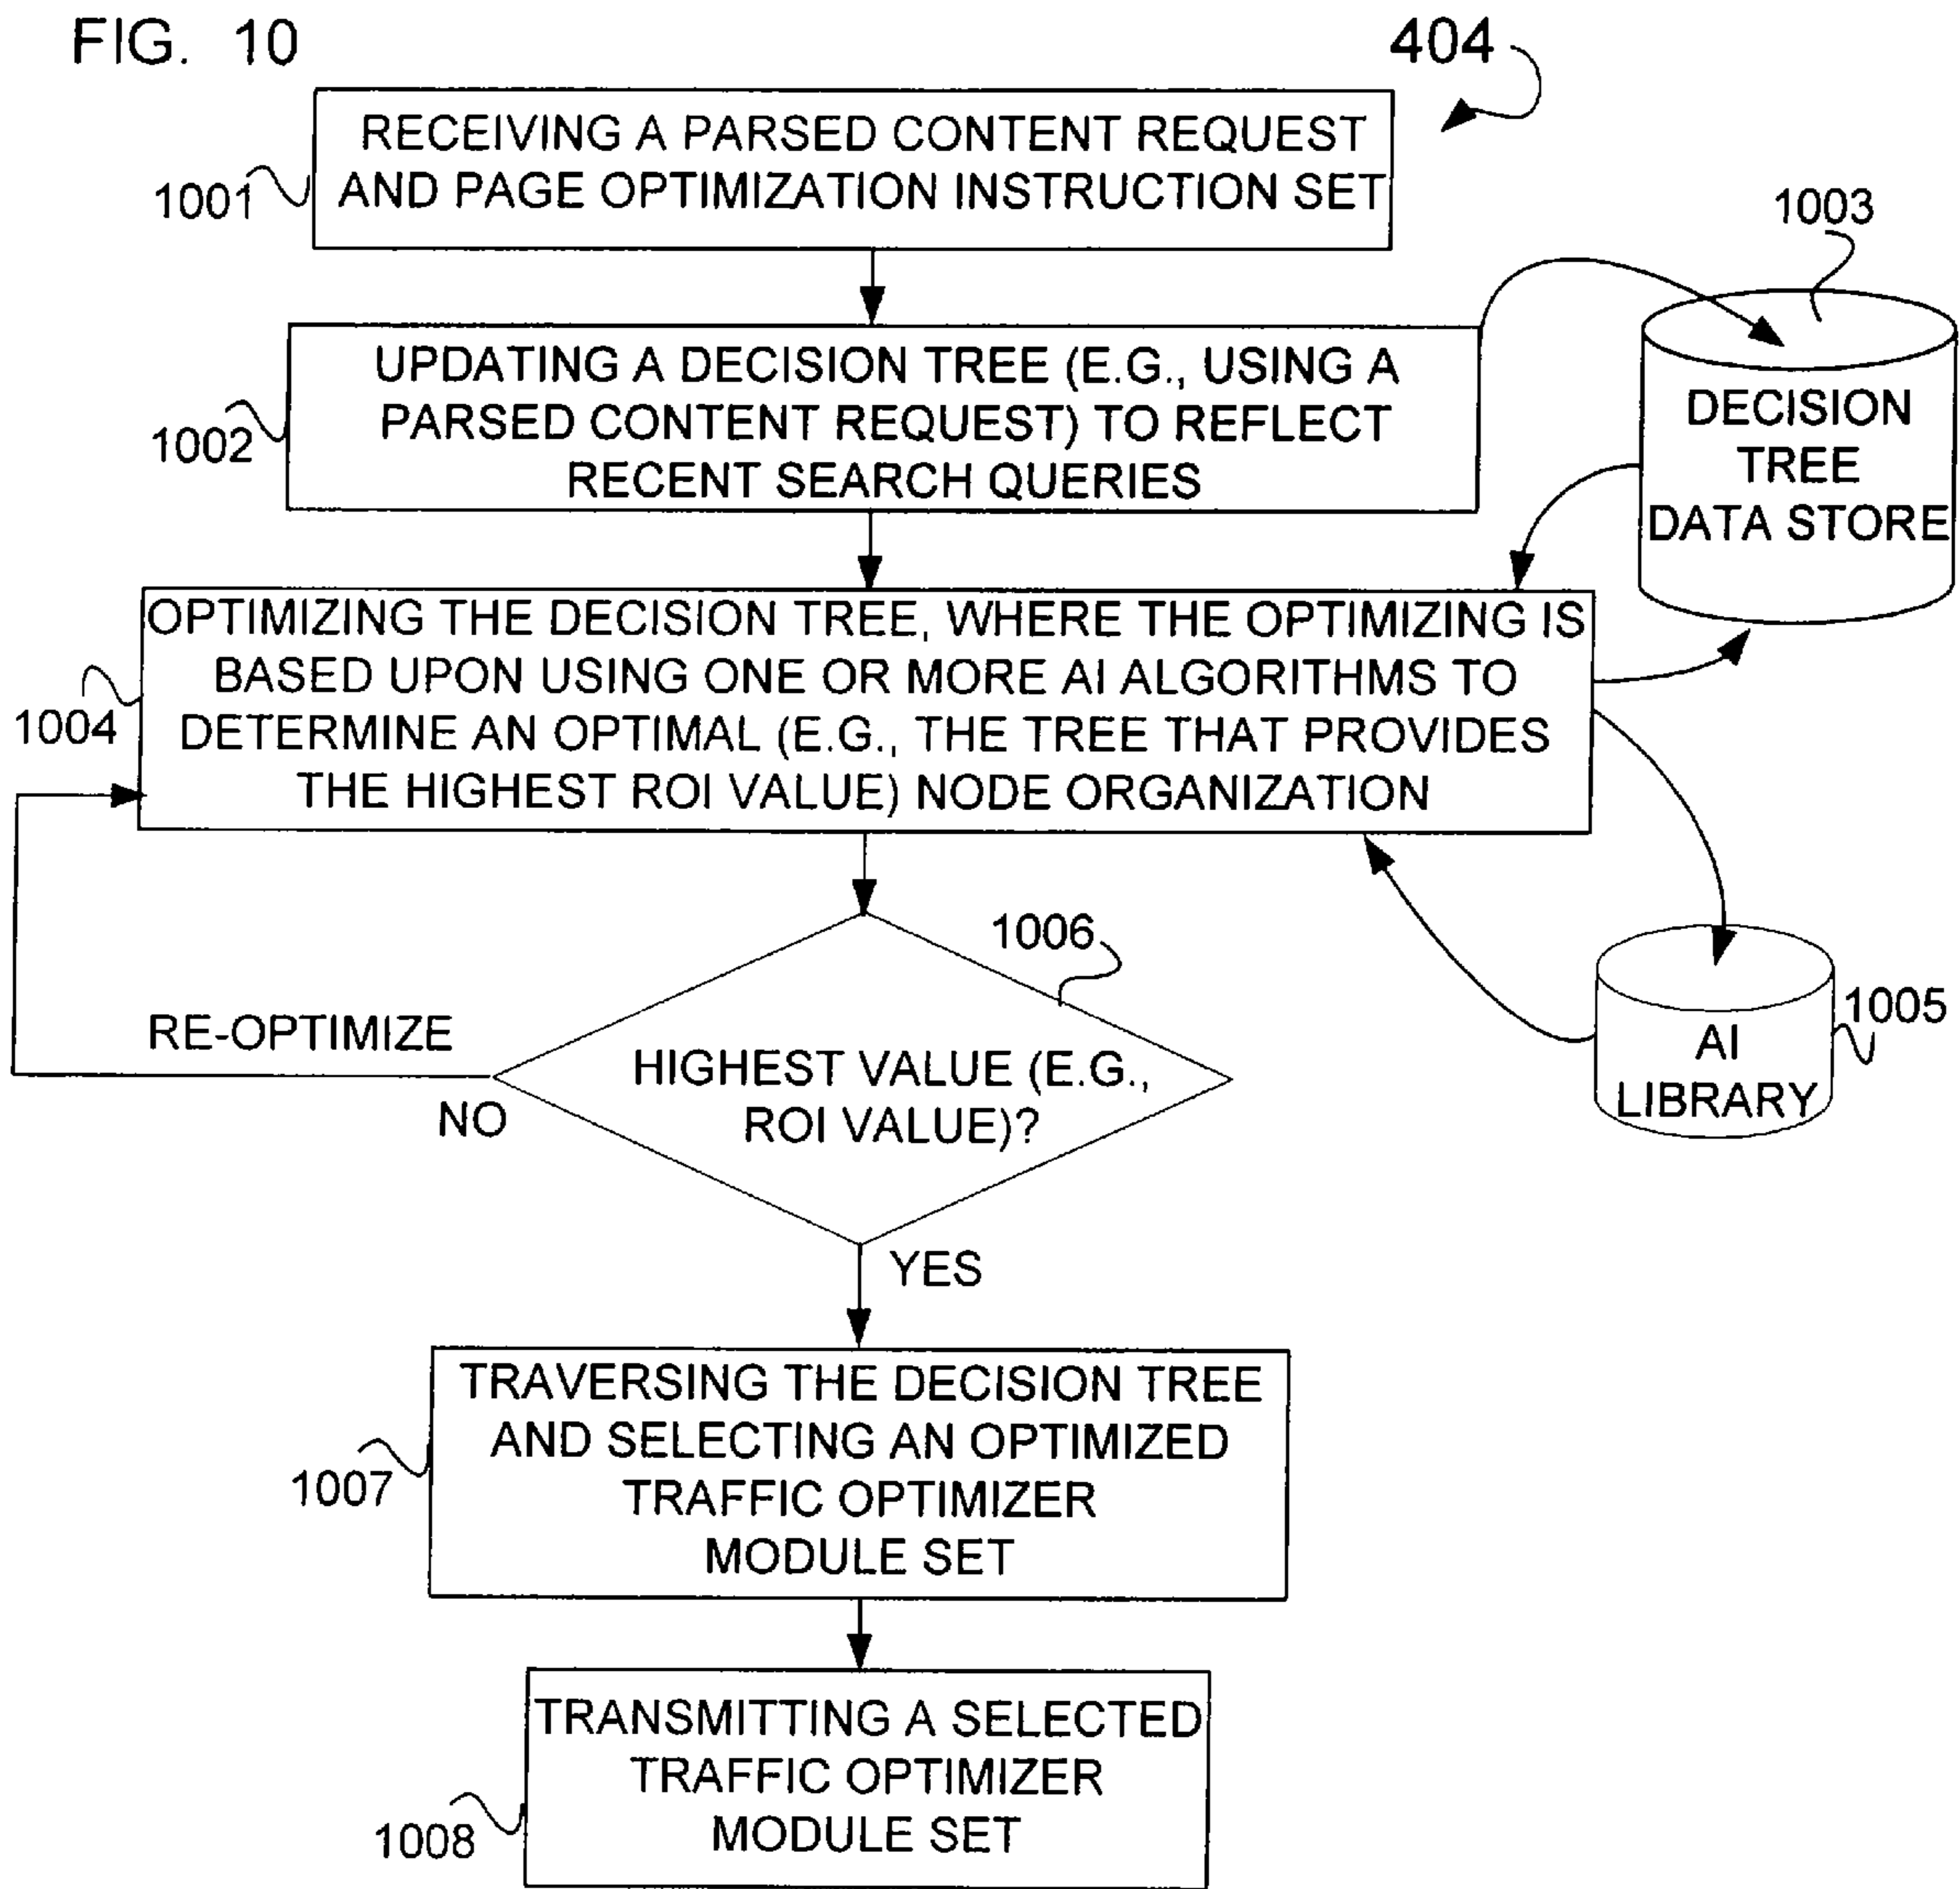 FIG. 10
404
RECEIVING A PARSED CONTENT REQUEST
AND PAGE OPTIMIZATION INSTRUCTION SET
1001
1003
UPDATING A DECISION TREE (E.G., USING A
PARSED CONTENT REQUEST) TO REFLECT
RECENT SEARCH QUERIES
1002
DECISION
TREE
DATA STORE
OPTIMIZING THE DECISION TREE, WHERE THE OPTIMIZING IS
BASED UPON USING ONE OR MORE AI ALGORITHMS TO
DETERMINE AN OPTIMAL (E.G., THE TREE THAT PROVIDES
THE HIGHEST ROI VALUE) NODE ORGANIZATION
1004
1006
RE-OPTIMIZE
HIGHEST VALUE (E.G.,
ROI VALUE)?
NO
AI
LIBRARY
1005
YES
TRAVERSING THE DECISION TREE
AND SELECTING AN OPTIMIZED
TRAFFIC OPTIMIZER
MODULE SET
1007
TRANSMITTING A SELECTED
TRAFFIC OPTIMIZER
MODULE SET
1008